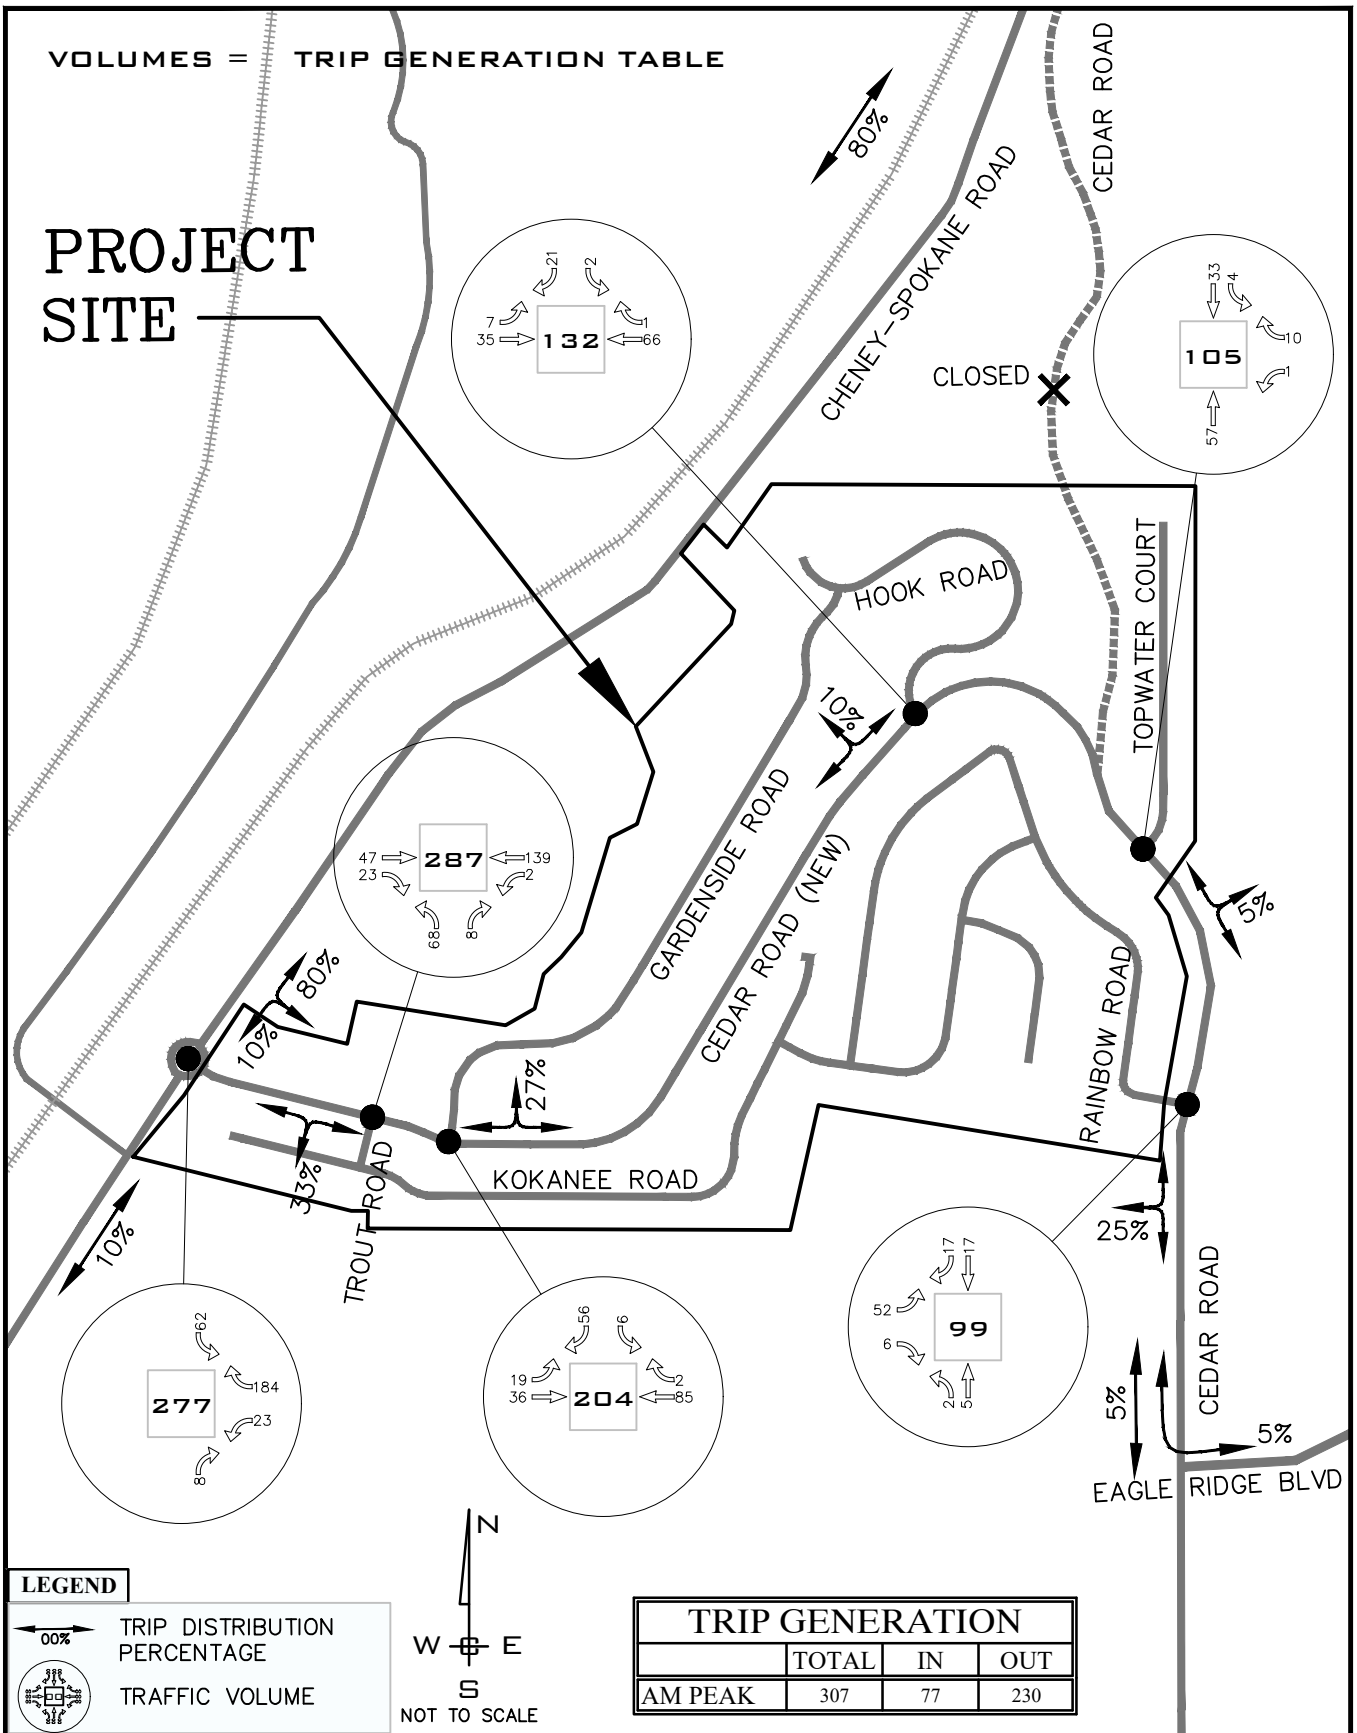 VOLUMES = TRIP GENERATION TABLE
CEDAR ROAD
80%
CHENEY-SPOKANE ROAD
PROJECT
SITE
21
2
7
35
132
1
66
33
4
105
10
1
57
CLOSED
HOOK ROAD
TOPWATER COURT
10%
GARDENSIDE ROAD
CEDAR ROAD (NEW)
47
23
287
139
2
68
8
5%
RAINBOW ROAD
80%
10%
27%
33%
TROUT ROAD
KOKANEE ROAD
10%
25%
CEDAR ROAD
62
277
184
23
8
56
6
19
36
204
2
85
17
17
52
6
99
2
5
5%
5%
EAGLE RIDGE BLVD
N
W E
S
NOT TO SCALE
LEGEND
00%
TRIP DISTRIBUTION
PERCENTAGE
TRAFFIC VOLUME
TRIP GENERATION
TOTAL IN OUT
AM PEAK 307 77 230